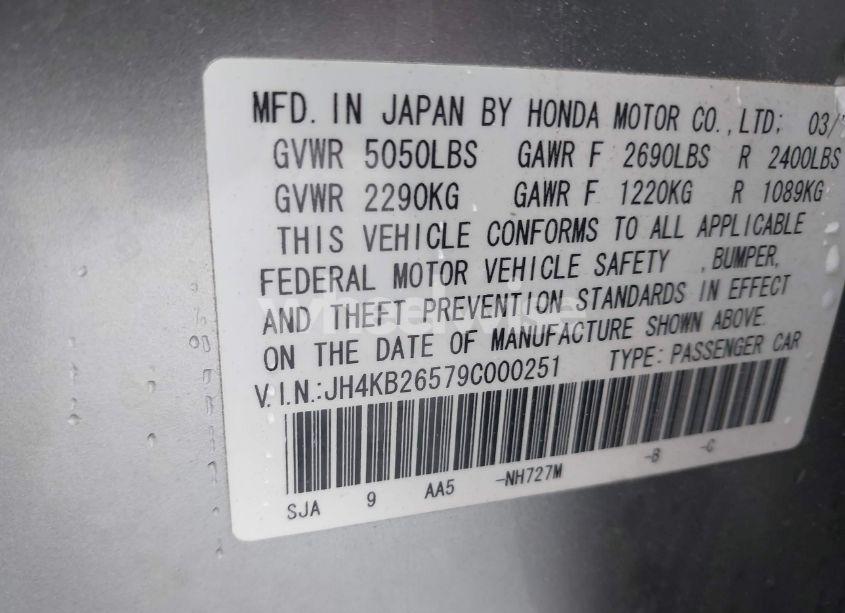 MFD. IN JAPAN BY HONDA MOTOR CO., LTD; 03/
GVWR 5050LBS GAWR F 2690LBS R 2400LBS
GVWR 2290KG GAWR F 1220KG R 1089KG
THIS VEHICLE CONFORMS TO ALL APPLICABLE
FEDERAL MOTOR VEHICLE SAFETY , BUMPER,
AND THEFT PREVENTION STANDARDS IN EFFECT
ON THE DATE OF MANUFACTURE SHOWN ABOVE.
V.I.N.:JH4KB26579C000251 TYPE: PASSENGER CAR
SJA 9 AA5 -NH727M -B -C